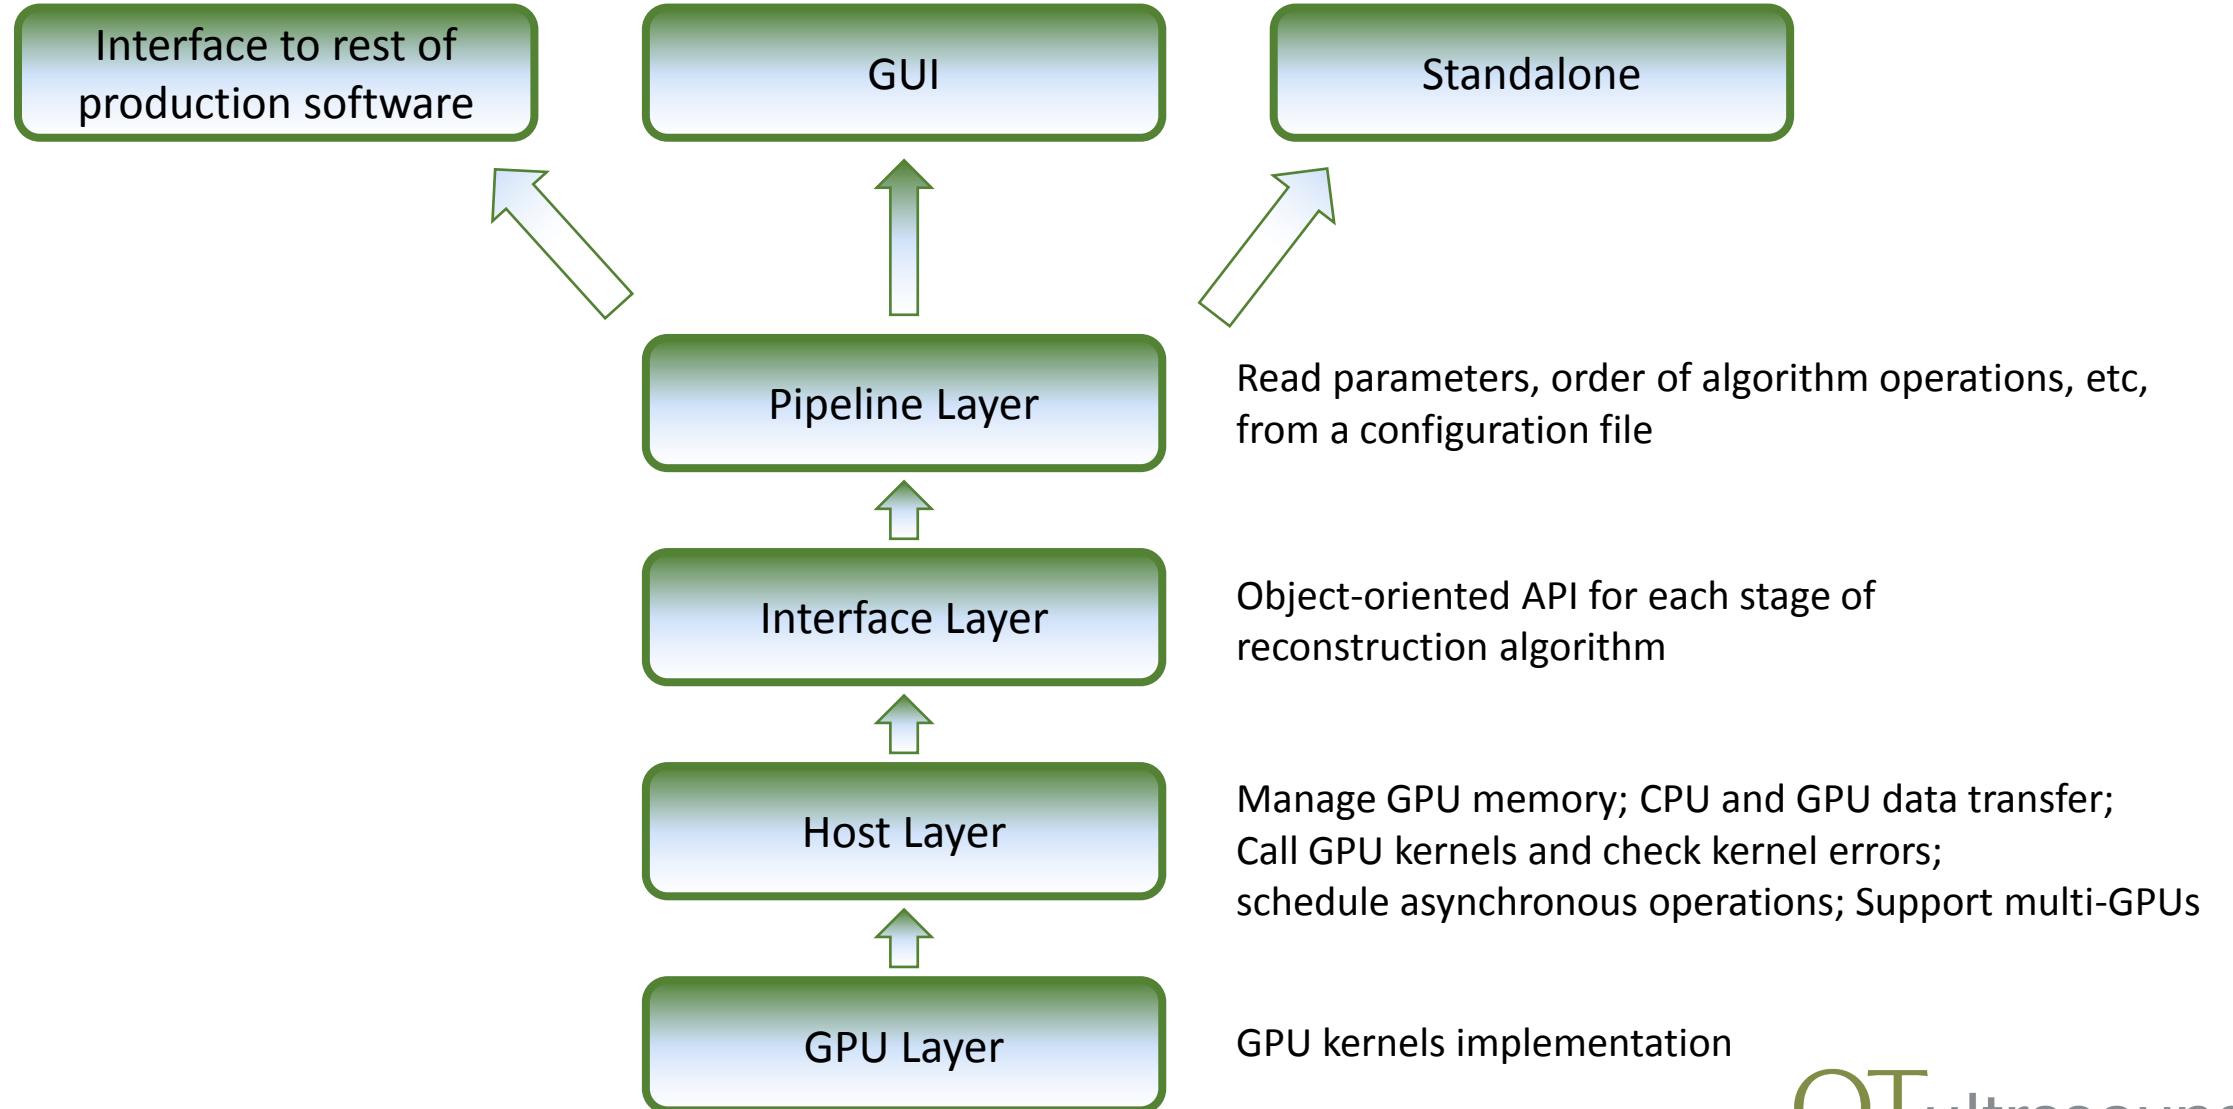 Interface to rest of
production software
GUI
Standalone
Pipeline Layer
Read parameters, order of algorithm operations, etc,
from a configuration file
Interface Layer
Object-oriented API for each stage of
reconstruction algorithm
Host Layer
Manage GPU memory; CPU and GPU data transfer;
Call GPU kernels and check kernel errors;
schedule asynchronous operations; Support multi-GPUs
GPU Layer
GPU kernels implementation